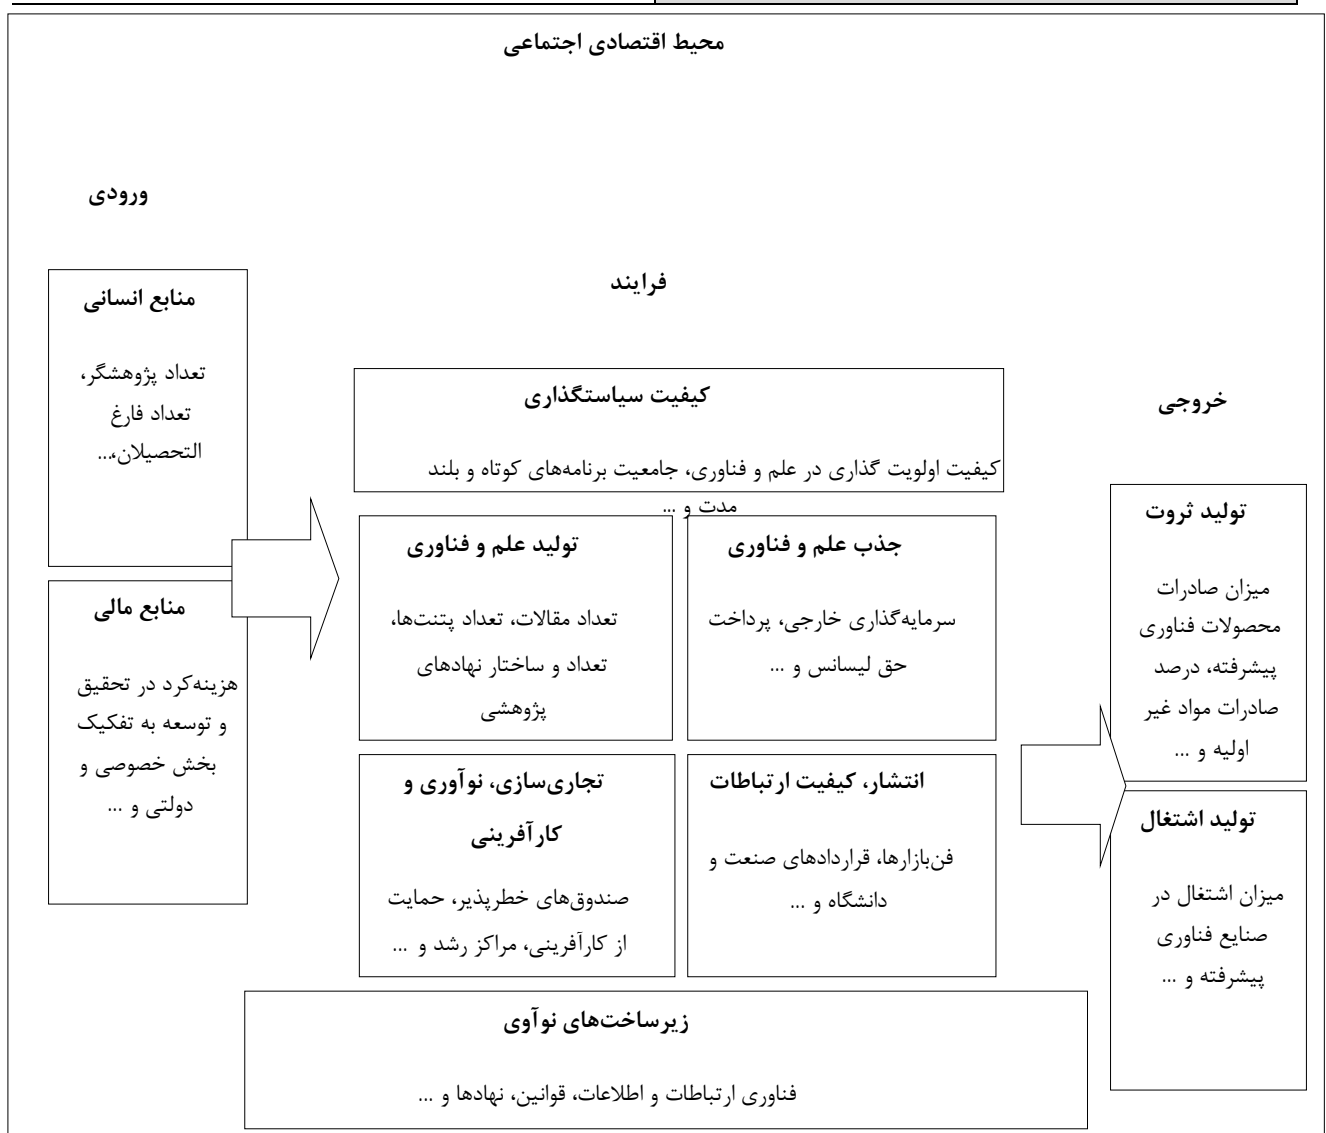 محیط اقتصادی اجتماعی
ورودی
منابع انسانی
تعداد پژوهشگر،
تعداد فارغ
التحصیلان،...
منابع مالی
هزینه‌کرد در تحقیق
و توسعه به تفکیک
بخش خصوصی و
دولتی و ...
فرایند
کیفیت سیاستگذاری
کیفیت اولویت گذاری در علم و فناوری، جامعیت برنامه‌های کوتاه و بلند
مدت و ...
جذب علم و فناوری
سرمایه‌گذاری خارجی، پرداخت
حق لیسانس و ...
تولید علم و فناوری
تعداد مقالات، تعداد پتنت‌ها،
تعداد و ساختار نهادهای
پژوهشی
انتشار، کیفیت ارتباطات
فن‌بازارها، قراردادهای صنعت و
دانشگاه و ...
تجاری‌سازی، نوآوری و
کارآفرینی
صندوق‌های خطرپذیر، حمایت
از کارآفرینی، مراکز رشد و ...
زیرساخت‌های نوآوی
فناوری ارتباطات و اطلاعات، قوانین، نهادها و ...
خروجی
تولید ثروت
میزان صادرات
محصولات فناوری
پیشرفته، درصد
صادرات مواد غیر
اولیه و ...
تولید اشتغال
میزان اشتغال در
صنایع فناوری
پیشرفته و ...